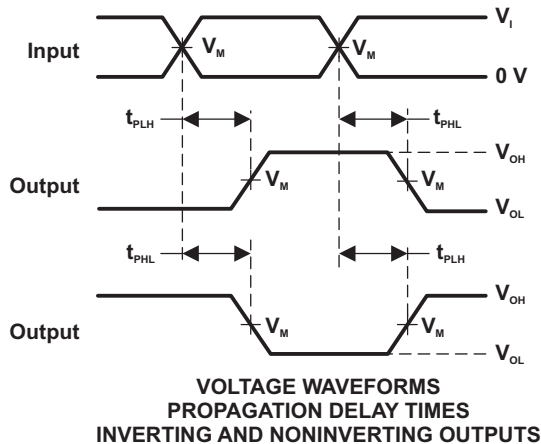 V_I
Input
V_M
V_M
0 V
t_PLH
t_PHL
V_OH
Output
V_M
V_M
V_OL
t_PHL
t_PLH
V_OH
Output
V_M
V_M
V_OL
VOLTAGE WAVEFORMS
PROPAGATION DELAY TIMES
INVERTING AND NONINVERTING OUTPUTS